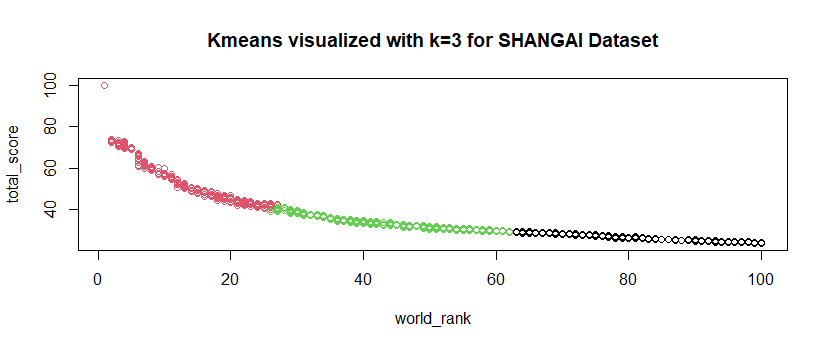 Kmeans visualized with k=3 for SHANGAI Dataset
total_score
100
80
60
40
0 20 40 60 80 100
world_rank